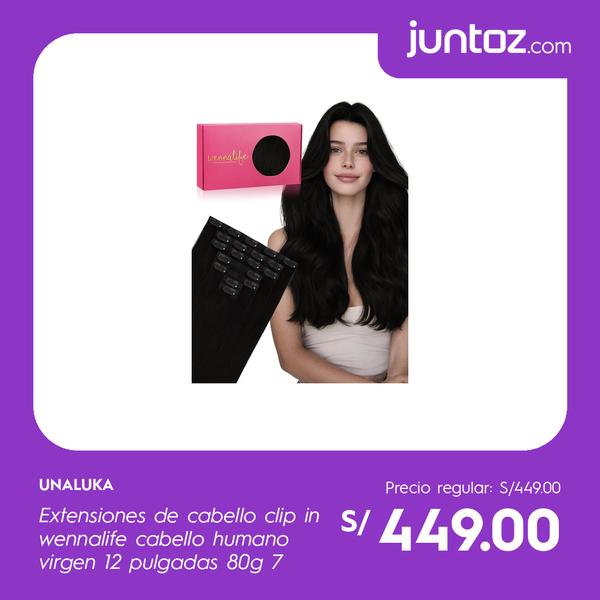 juntoz.com
wennalife
UNALUKA
Extensiones de cabello clip in
wennalife cabello humano
virgen 12 pulgadas 80g 7
Precio regular: S/449.00
S/ 449.00